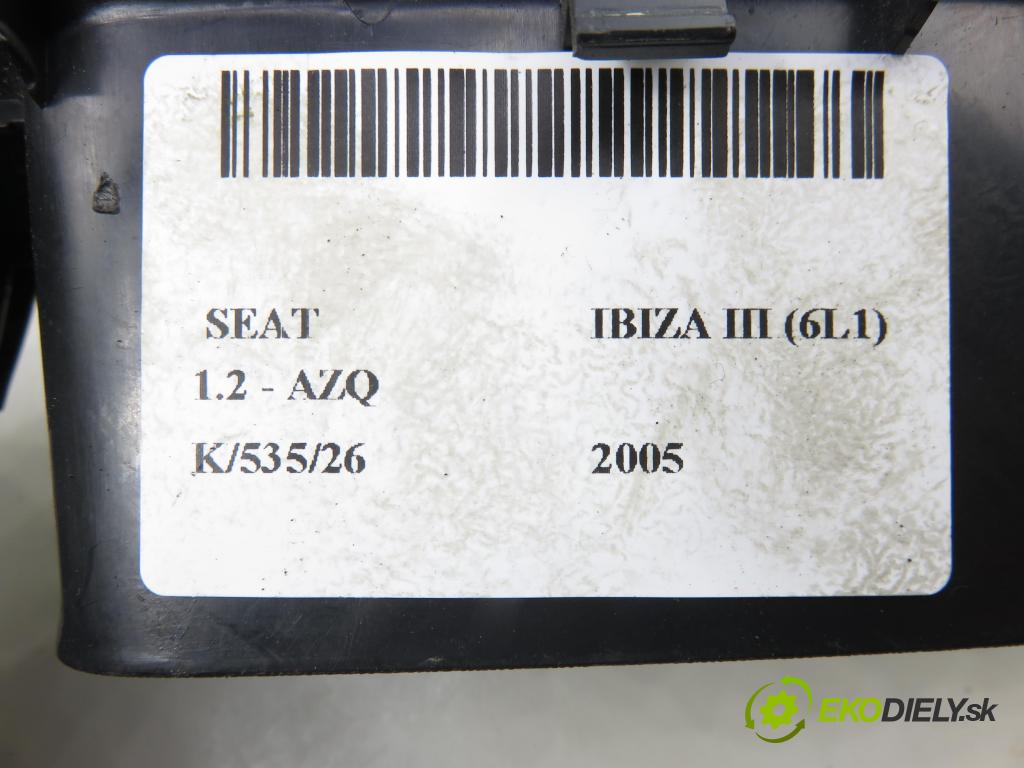 SEAT IBIZA III (6L1)
1.2 - AZQ
K/535/26 2005
EKODIELY.sk